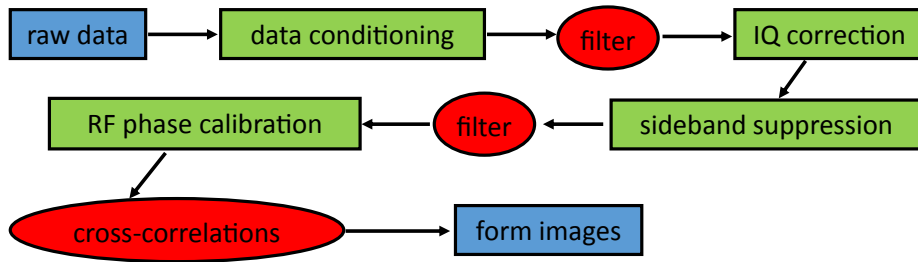 raw data
data conditioning
filter
IQ correction
RF phase calibration
filter
sideband suppression
cross-correlations
form images